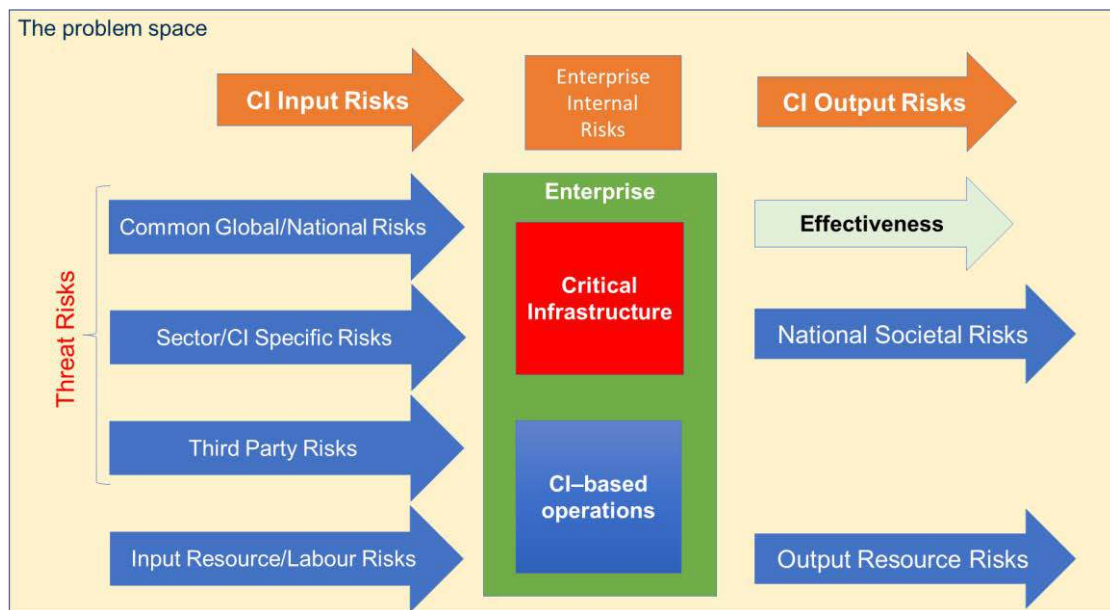 The problem space
CI Input Risks
Enterprise
Internal
Risks
CI Output Risks
Threat Risks
Common Global/National Risks
Sector/CI Specific Risks
Third Party Risks
Input Resource/Labour Risks
Enterprise
Critical
Infrastructure
CI–based
operations
Effectiveness
National Societal Risks
Output Resource Risks